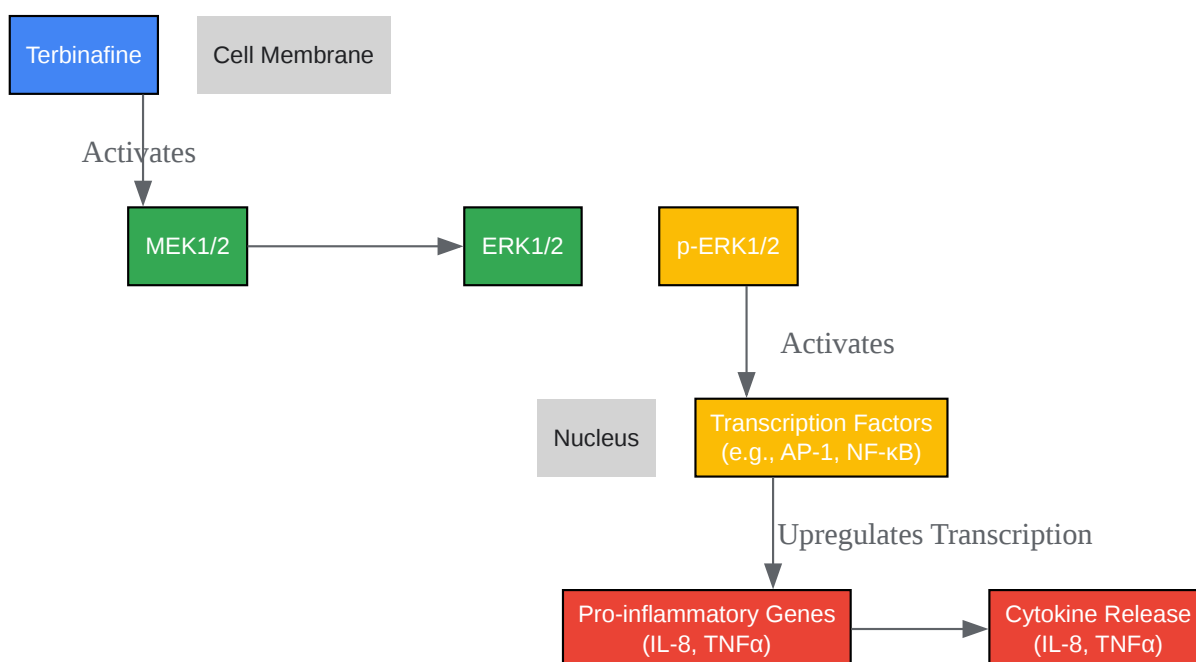 Terbinafine
Cell Membrane
Activates
MEK1/2
ERK1/2
p-ERK1/2
Activates
Nucleus
Transcription Factors
(e.g., AP-1, NF-κB)
Upregulates Transcription
Pro-inflammatory Genes
(IL-8, TNFα)
Cytokine Release
(IL-8, TNFα)